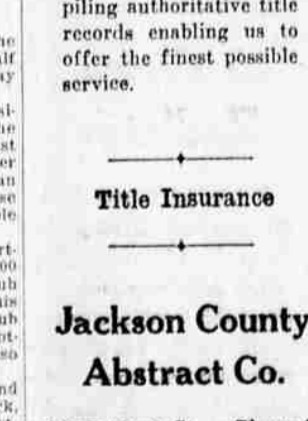 piling authoritative title
records enabling us to
offer the finest possible
service.
Title Insurance
Jackson County
Abstract Co.